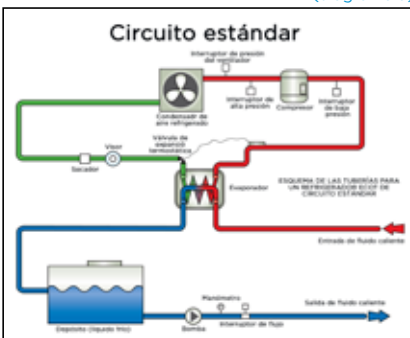 Circuito estándar
Interruptor de presión
del ventilador
Condensador de
aire refrigerado
Interruptor de
alta presión
Compresor
Interruptor
de baja
presión
Válvula de
expansió
termostática
Visor
Secador
Evaporador
ESQUEMA DE LAS TUBERÍAS PARA
UN REFRIGERADOR ECOT DE
CIRCUITO ESTÁNDAR
Entrada de fluido caliente
Manómetro
Salida de fluido caliente
Depósito (líquido frío)
Bomba
Interruptor de flujo